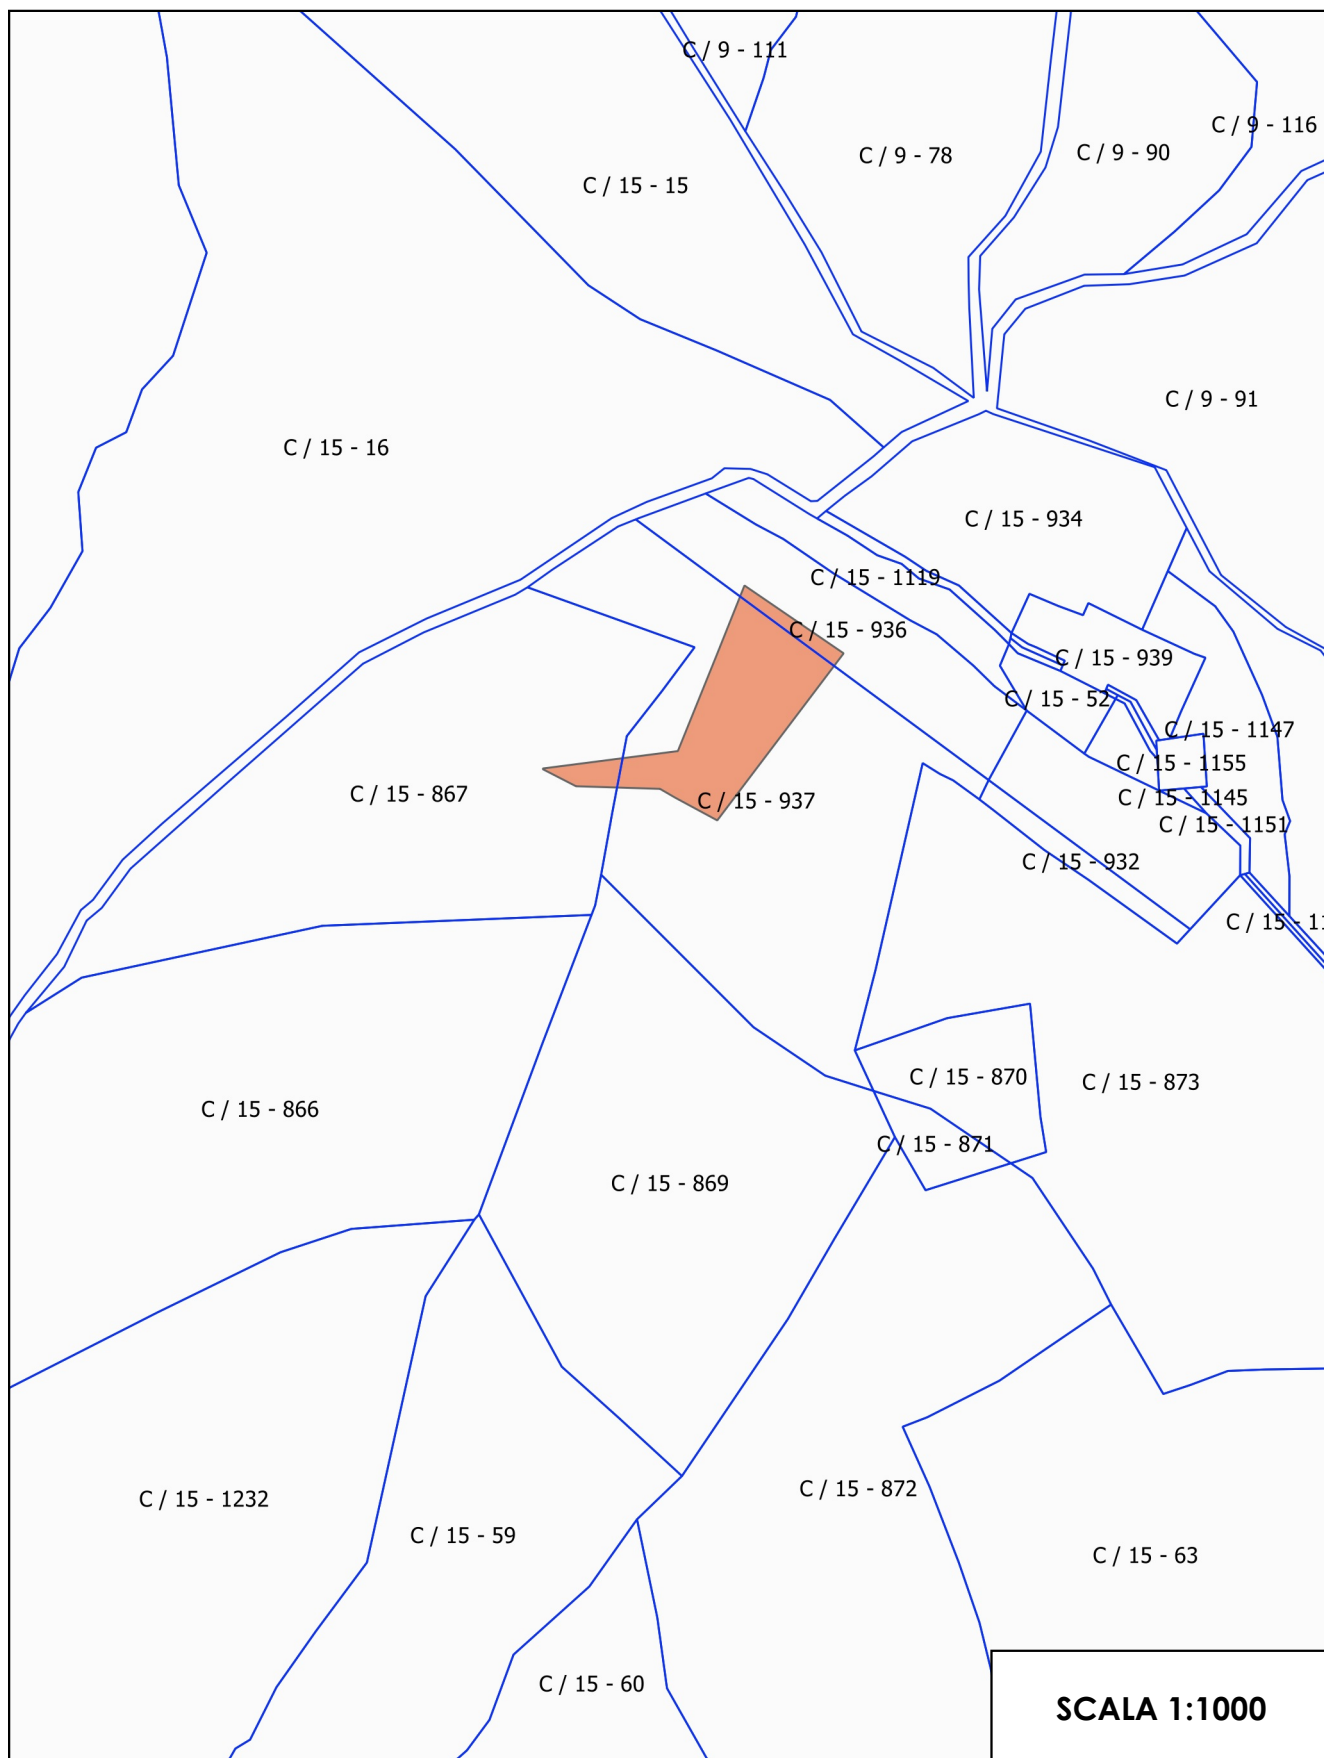 C / 9 - 111
C / 9 - 116
C / 9 - 78
C / 9 - 90
C / 15 - 15
C / 9 - 91
C / 15 - 16
C / 15 - 934
C / 15 - 1119
C / 15 - 936
C / 15 - 939
C / 15 - 52
C / 15 - 1147
C / 15 - 1155
C / 15 - 867
C / 15 - 937
C / 15 - 1145
C / 15 - 1151
C / 15 - 932
C / 15 - 11
C / 15 - 870
C / 15 - 873
C / 15 - 866
C / 15 - 871
C / 15 - 869
C / 15 - 872
C / 15 - 1232
C / 15 - 59
C / 15 - 63
C / 15 - 60
SCALA 1:1000